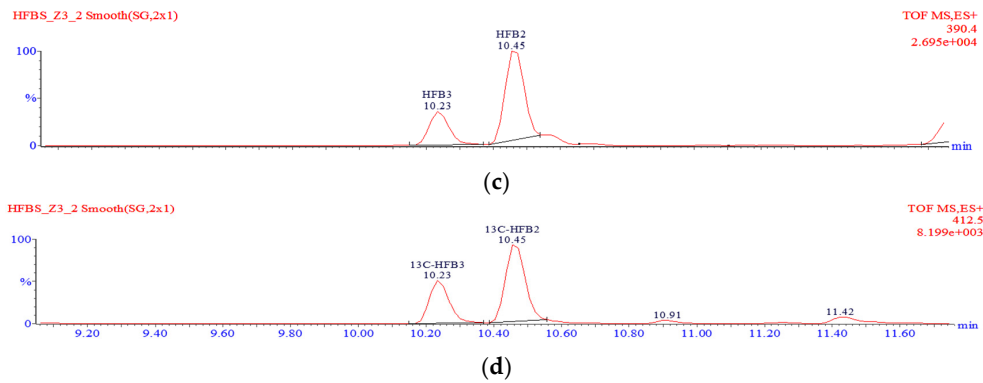 HFBS_Z3_2 Smooth(SG,2x1)
TOF MS,ES+
390.4
2.695e+004
100
%
0
HFB3
10.23
HFB2
10.45
min
(c)
HFBS_Z3_2 Smooth(SG,2x1)
TOF MS,ES+
412.5
8.199e+003
100
%
0
13C-HFB3
10.23
13C-HFB2
10.45
10.91
11.42
min
9.20 9.40 9.60 9.80 10.00 10.20 10.40 10.60 10.80 11.00 11.20 11.40 11.60
(d)